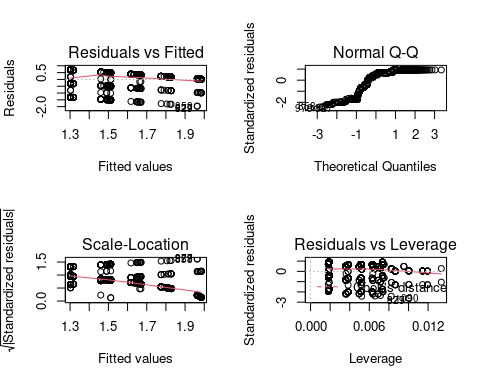 Residuals vs Fitted
Residuals
0.5
-2.0
1.3 1.5 1.7 1.9
Fitted values
Normal Q-Q
Standardized residuals
0
-2
-3 -1 1 2 3
Theoretical Quantiles
Scale-Location
√|Standardized residuals|
1.5
0.0
1.3 1.5 1.7 1.9
Fitted values
Residuals vs Leverage
Standardized residuals
0
-3
distance
0.000 0.006 0.012
Leverage